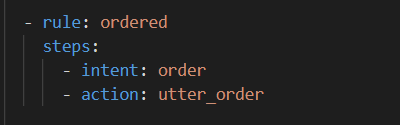 - rule: ordered
steps:
- intent: order
- action: utter_order